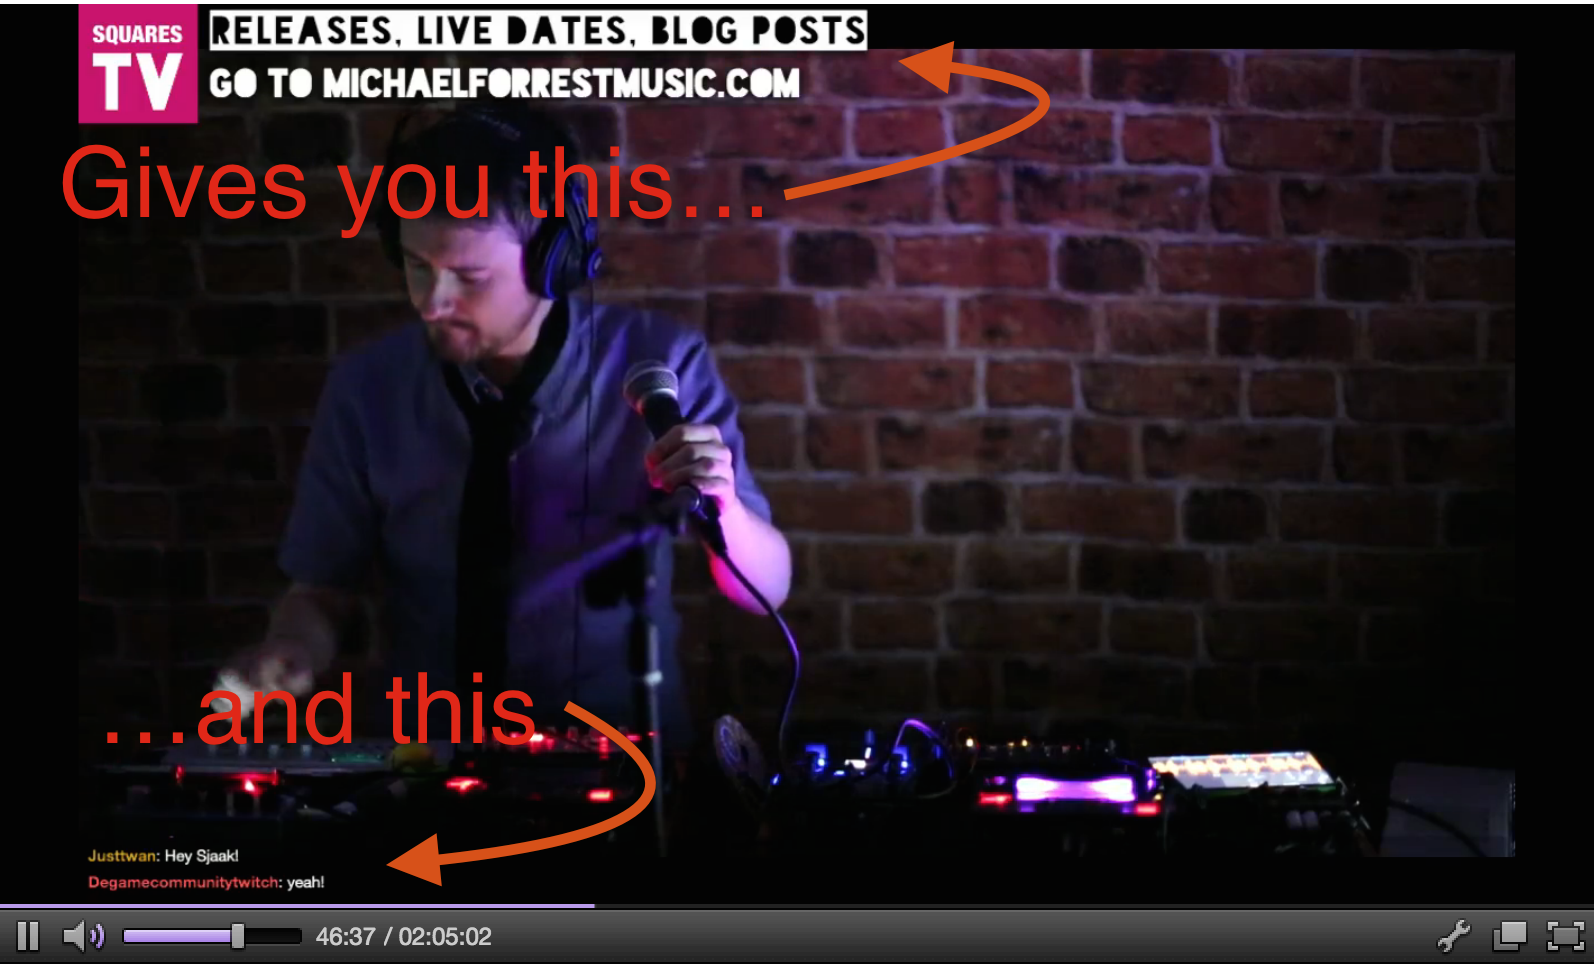 SQUARES
TV
RELEASES, LIVE DATES, BLOG POSTS
GO TO MICHAELFORRESTMUSIC.COM
Gives you this...
...and this
Justtwan: Hey Sjaak!
Degamecommunitytwitch: yeah!
46:37 / 02:05:02